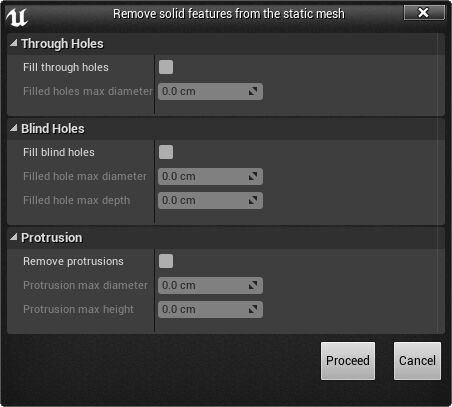 Remove solid features from the static mesh
Through Holes
Fill through holes
Filled holes max diameter 0.0 cm
Blind Holes
Fill blind holes
Filled hole max diameter 0.0 cm
Filled hole max depth 0.0 cm
Protrusion
Remove protrusions
Protrusion max diameter 0.0 cm
Protrusion max height 0.0 cm
Proceed Cancel